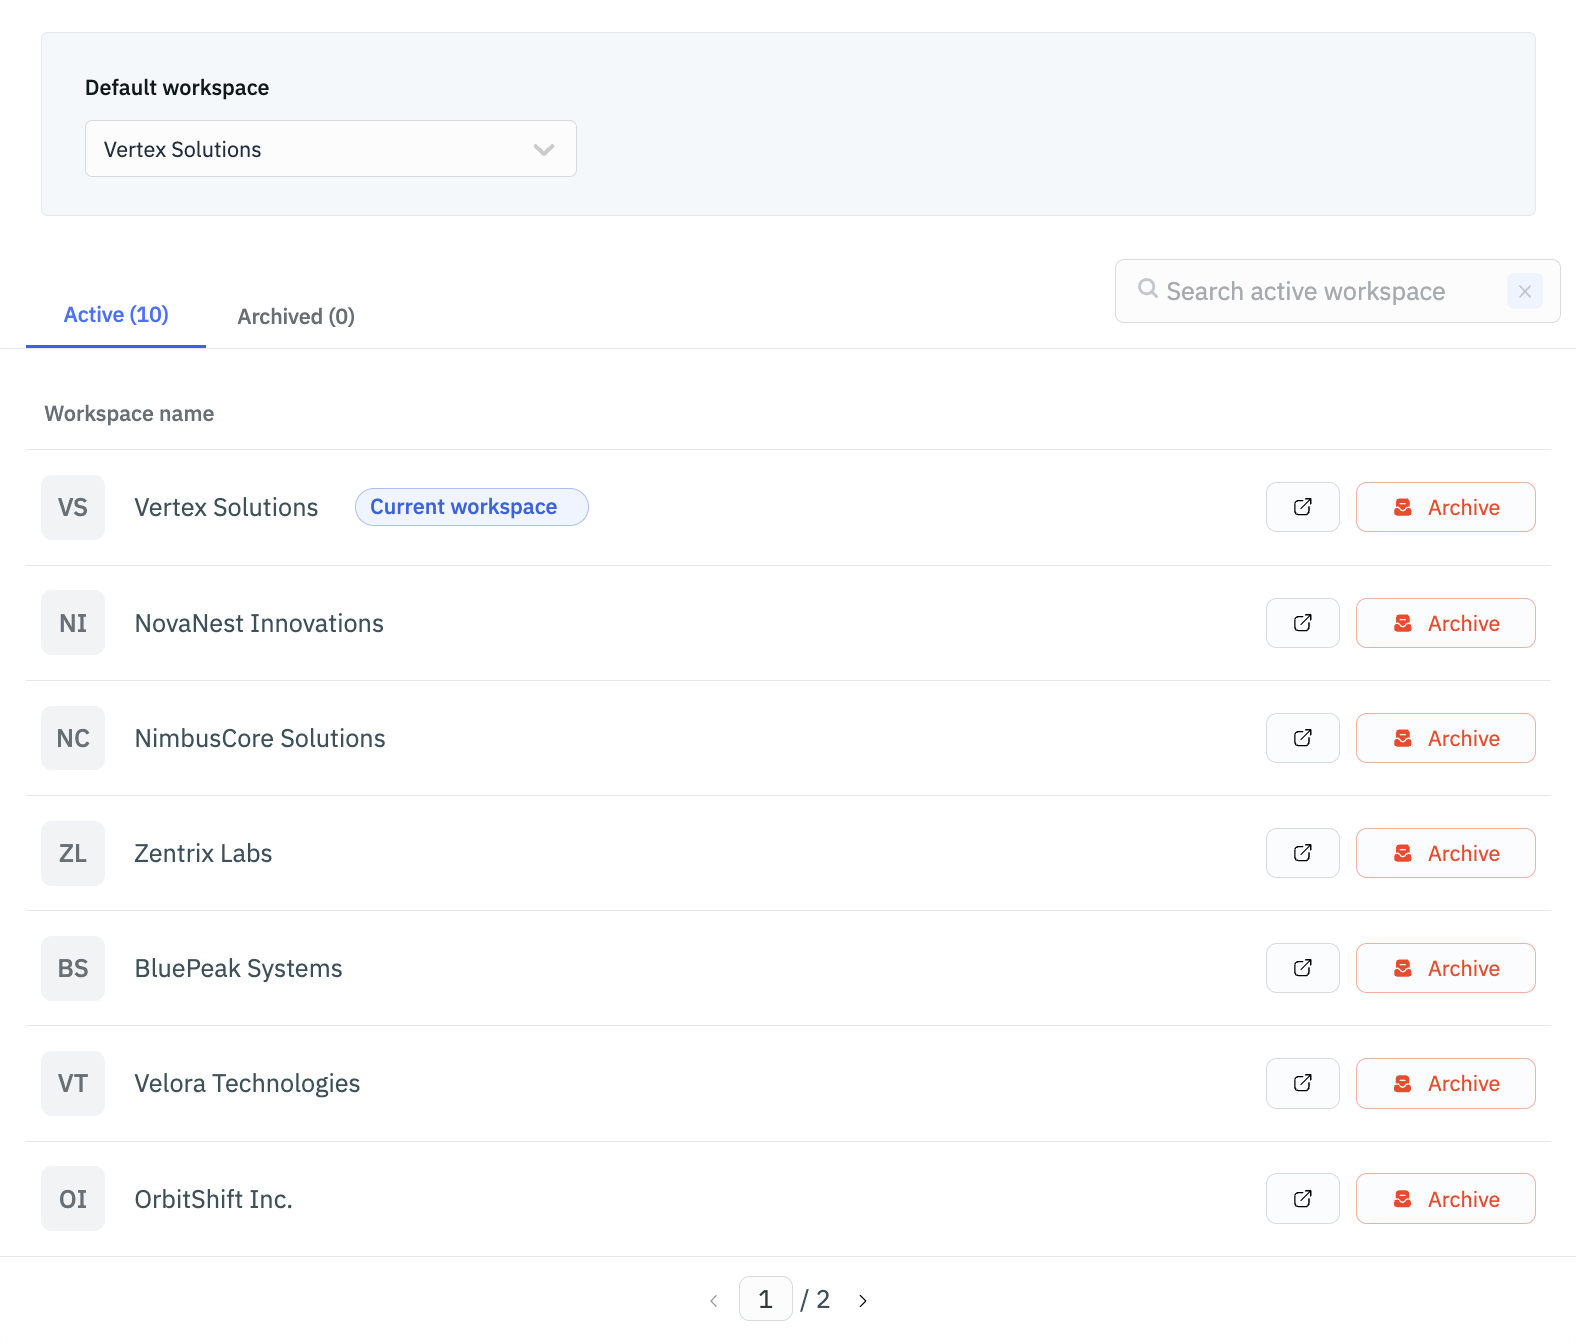 Default workspace
Vertex Solutions
Search active workspace
Active (10) Archived (0)
Workspace name
VS Vertex Solutions Current workspace Archive
NI NovaNest Innovations Archive
NC NimbusCore Solutions Archive
ZL Zentrix Labs Archive
BS BluePeak Systems Archive
VT Velora Technologies Archive
OI OrbitShift Inc. Archive
1 / 2